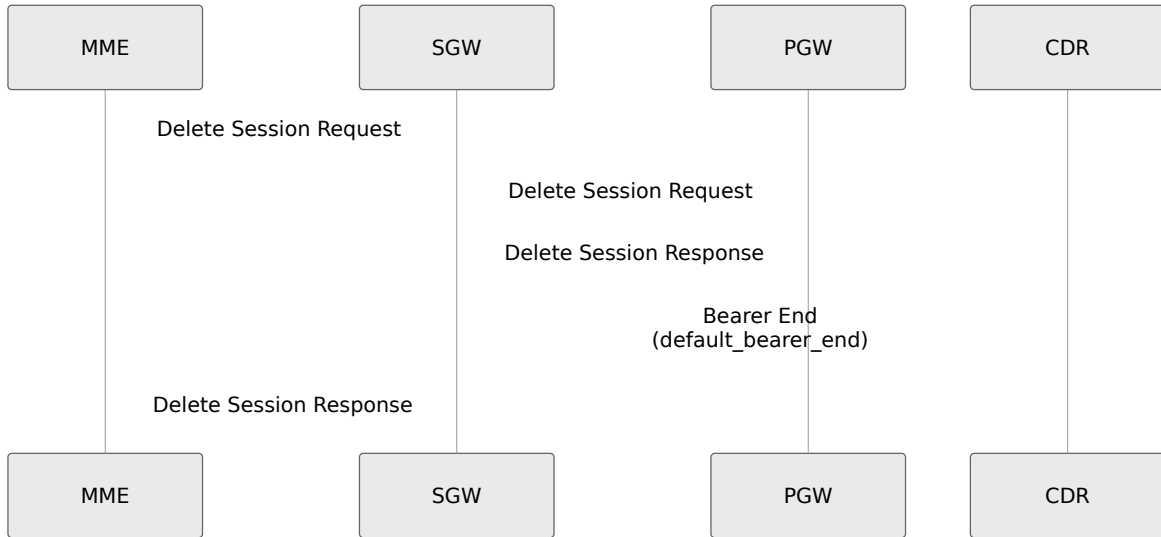 MME
SGW
PGW
CDR
Delete Session Request
Delete Session Request
Delete Session Response
Bearer End
(default_bearer_end)
Delete Session Response
MME
SGW
PGW
CDR